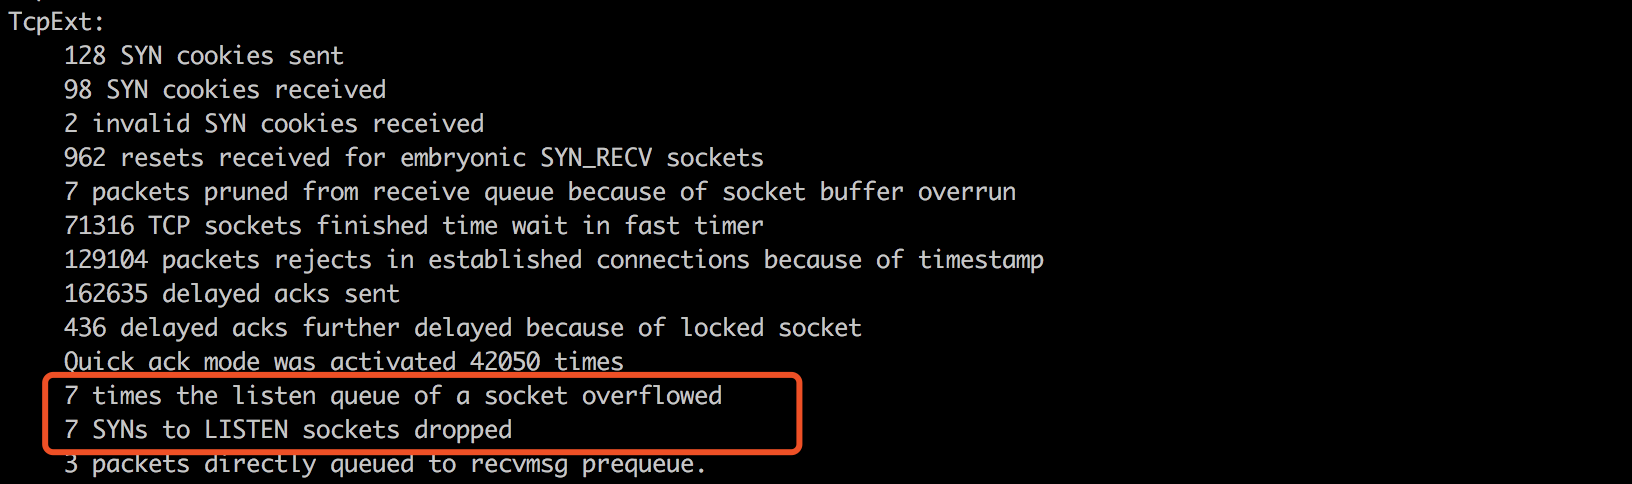 TcpExt:
128 SYN cookies sent
98 SYN cookies received
2 invalid SYN cookies received
962 resets received for embryonic SYN_RECV sockets
7 packets pruned from receive queue because of socket buffer overrun
71316 TCP sockets finished time wait in fast timer
129104 packets rejects in established connections because of timestamp
162635 delayed acks sent
436 delayed acks further delayed because of locked socket
Quick ack mode was activated 42050 times
7 times the listen queue of a socket overflowed
7 SYNs to LISTEN sockets dropped
3 packets directly queued to recvmsg prequeue.